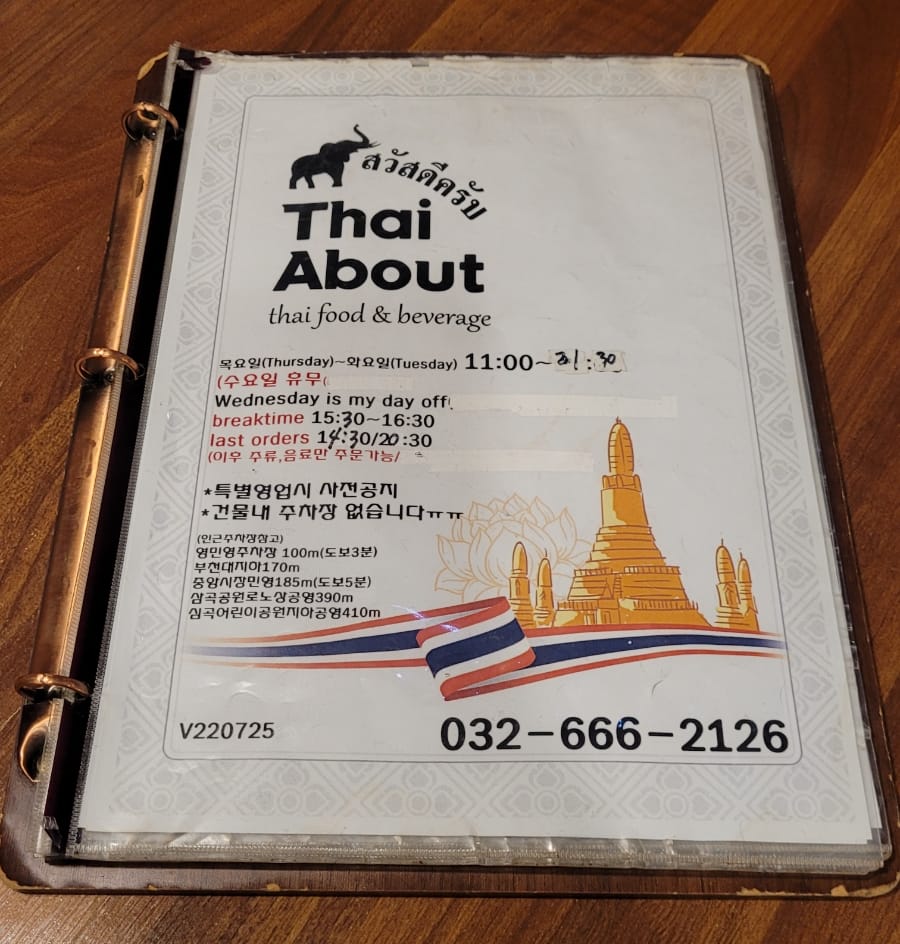 สวัสดีครับ
Thai
About
thai food & beverage
목요일(Thursday)~화요일(Tuesday) 11:00~21:30
(수요일 휴무(
Wednesday is my day off(
breaktime 15:30~16:30
last orders 14:30/20:30
(이후 주류,음료만 주문가능/
*특별영업시 사전공지
*건물내 주차장 없습니다ㅠㅠ
(인근주차장참고)
영민영주차장 100m(도보3분)
부천대지하170m
중앙시장민영185m(도보5분)
심곡공원로노상공영390m
심곡어린이공원지하공영410m
V220725
032-666-2126